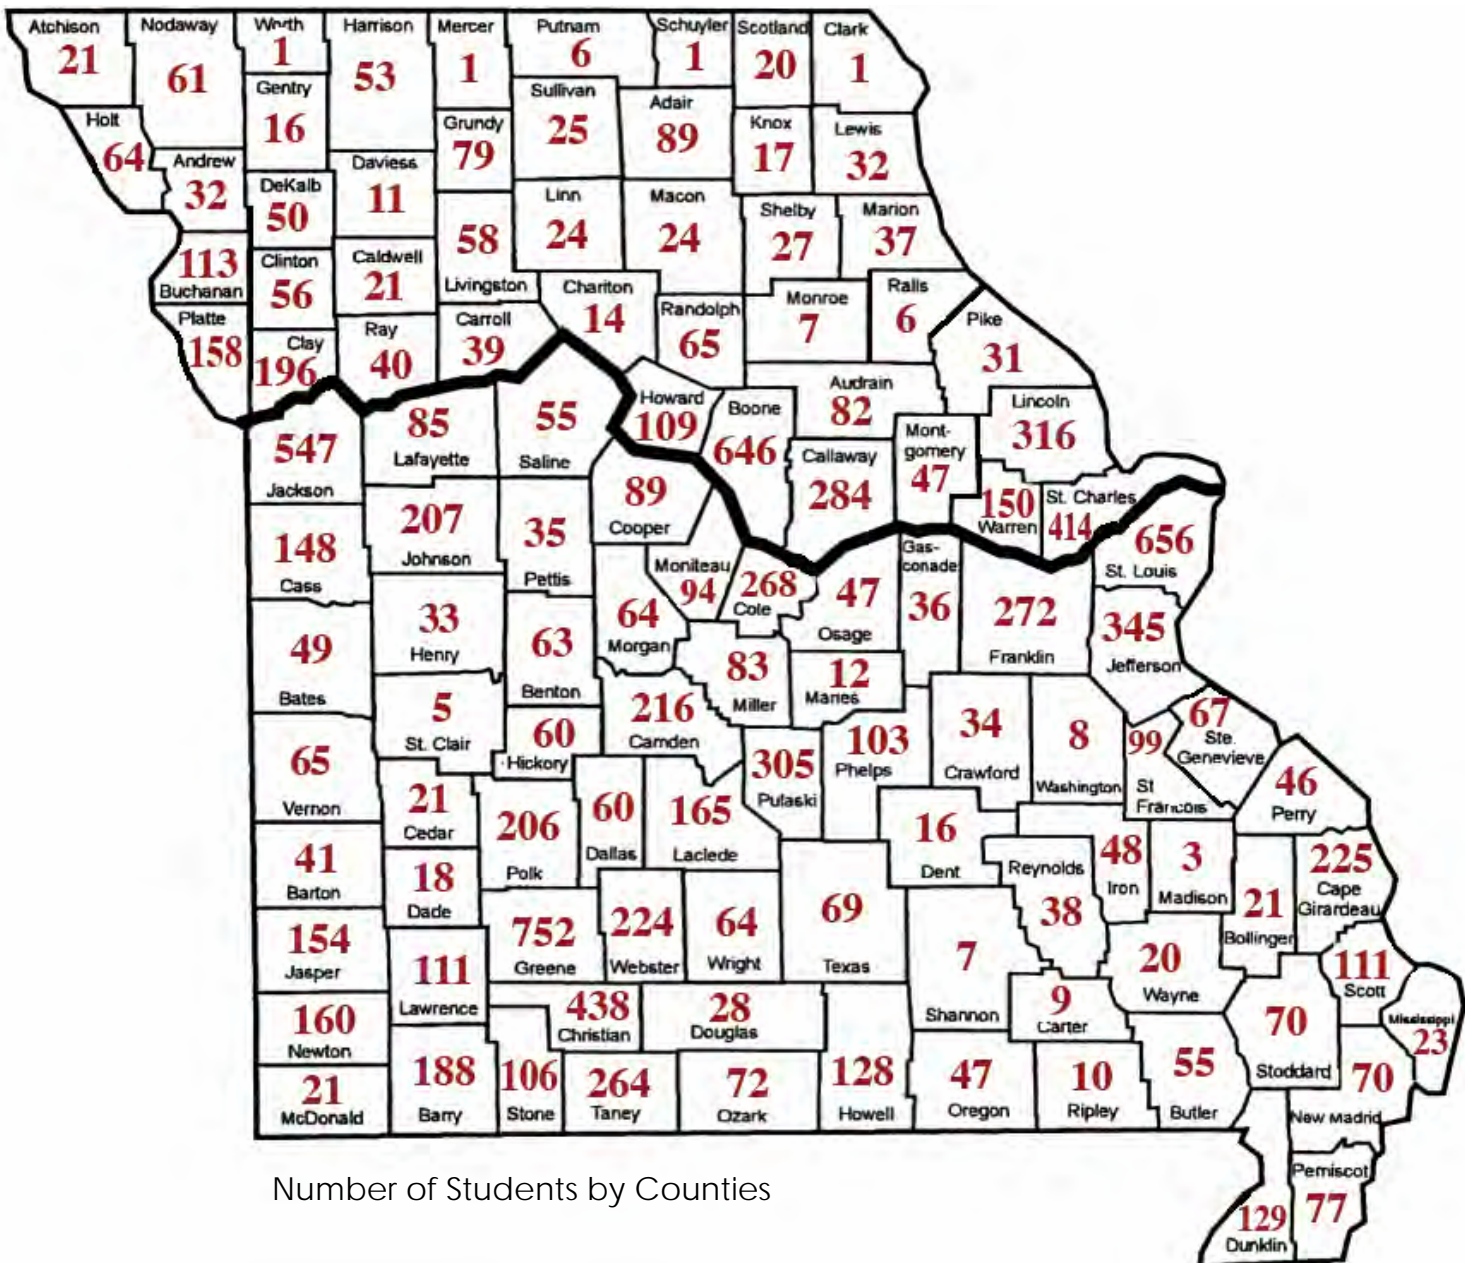 Atchison
21
Nodaway
61
Worth
1
Harrison
53
Mercer
1
Putnam
6
Schuyler
1
Scotland
20
Clark
1
Gentry
16
Sullivan
25
Adair
89
Holt
64
Andrew
32
DeKalb
50
Daviess
11
Grundy
79
Knox
17
Lewis
32
Linn
24
Macon
24
Shelby
27
Marion
37
113
Buchanan
Clinton
56
Caldwell
21
58
Livingston
Chariton
14
Randolph
65
Monroe
7
Ralls
6
Pike
31
Platte
158
Clay
196
Ray
40
Carroll
39
Howard
109
Boone
646
Audrain
82
Callaway
284
Mont-
gomery
47
Lincoln
316
150
Warren
St. Charles
414
547
Jackson
85
Lafayette
55
Saline
89
Cooper
148
Cass
207
Johnson
35
Pettis
64
Morgan
Moniteau
94
268
Cole
47
Osage
Gas-
conade
36
272
Franklin
656
St. Louis
345
Jefferson
49
Bates
33
Henry
63
Benton
83
Miller
12
Maries
5
St. Clair
60
Hickory
216
Camden
305
Pulaski
103
Phelps
34
Crawford
8
Washington
99
St
Francois
67
Ste.
Genevieve
46
Perry
65
Vernon
21
Cedar
206
Polk
60
Dallas
165
Laclede
16
Dent
48
Iron
3
Madison
21
Bollinger
225
Cape
Girardeau
41
Barton
18
Dade
752
Greene
224
Webster
64
Wright
69
Texas
7
Shannon
Reynolds
38
20
Wayne
111
Scott
154
Jasper
111
Lawrence
438
Christian
28
Douglas
9
Carter
70
Stoddard
Mississippi
23
160
Newton
188
Barry
106
Stone
264
Taney
72
Ozark
128
Howell
47
Oregon
10
Ripley
55
Butler
70
New Madrid
21
McDonald
129
Dunklin
Pemiscot
77
Number of Students by Counties